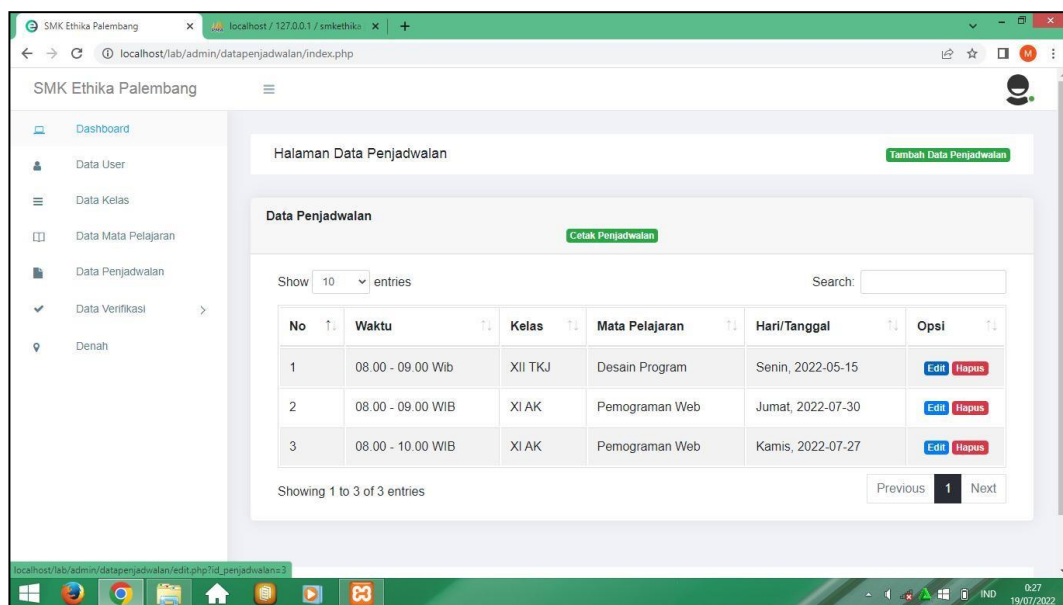 SMK Ethika Palembang
localhost / 127.0.0.1 / smkethika
localhost/lab/admin/datapenjadwalan/index.php
M
SMK Ethika Palembang
Dashboard
Data User
Data Kelas
Data Mata Pelajaran
Data Penjadwalan
Data Verifikasi
Denah
Halaman Data Penjadwalan
Tambah Data Penjadwalan
Data Penjadwalan
Cetak Penjadwalan
Show 10 entries
Search:
No Waktu Kelas Mata Pelajaran Hari/Tanggal Opsi
1 08.00 - 09.00 Wib XII TKJ Desain Program Senin, 2022-05-15 Edit Hapus
2 08.00 - 09.00 WIB XI AK Pemograman Web Jumat, 2022-07-30 Edit Hapus
3 08.00 - 10.00 WIB XI AK Pemograman Web Kamis, 2022-07-27 Edit Hapus
Showing 1 to 3 of 3 entries
Previous 1 Next
localhost/lab/admin/datapenjadwalan/edit.php?id_penjadwalan=3
IND
0:27
19/07/2022